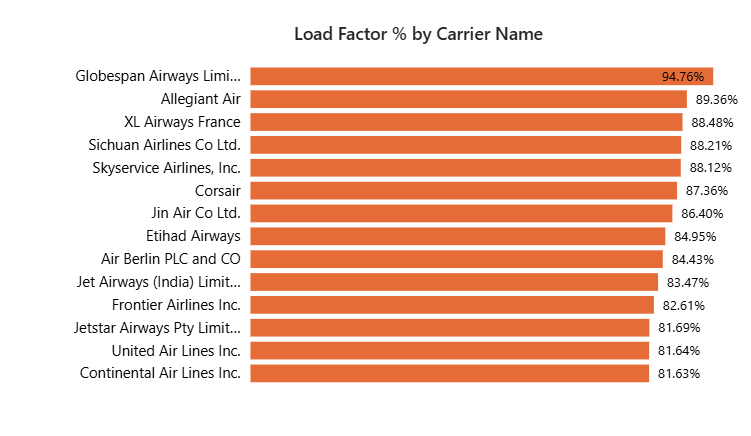 Load Factor % by Carrier Name
Globespan Airways Limi... 94.76%
Allegiant Air 89.36%
XL Airways France 88.48%
Sichuan Airlines Co Ltd. 88.21%
Skyservice Airlines, Inc. 88.12%
Corsair 87.36%
Jin Air Co Ltd. 86.40%
Etihad Airways 84.95%
Air Berlin PLC and CO 84.43%
Jet Airways (India) Limit... 83.47%
Frontier Airlines Inc. 82.61%
Jetstar Airways Pty Limit... 81.69%
United Air Lines Inc. 81.64%
Continental Air Lines Inc. 81.63%